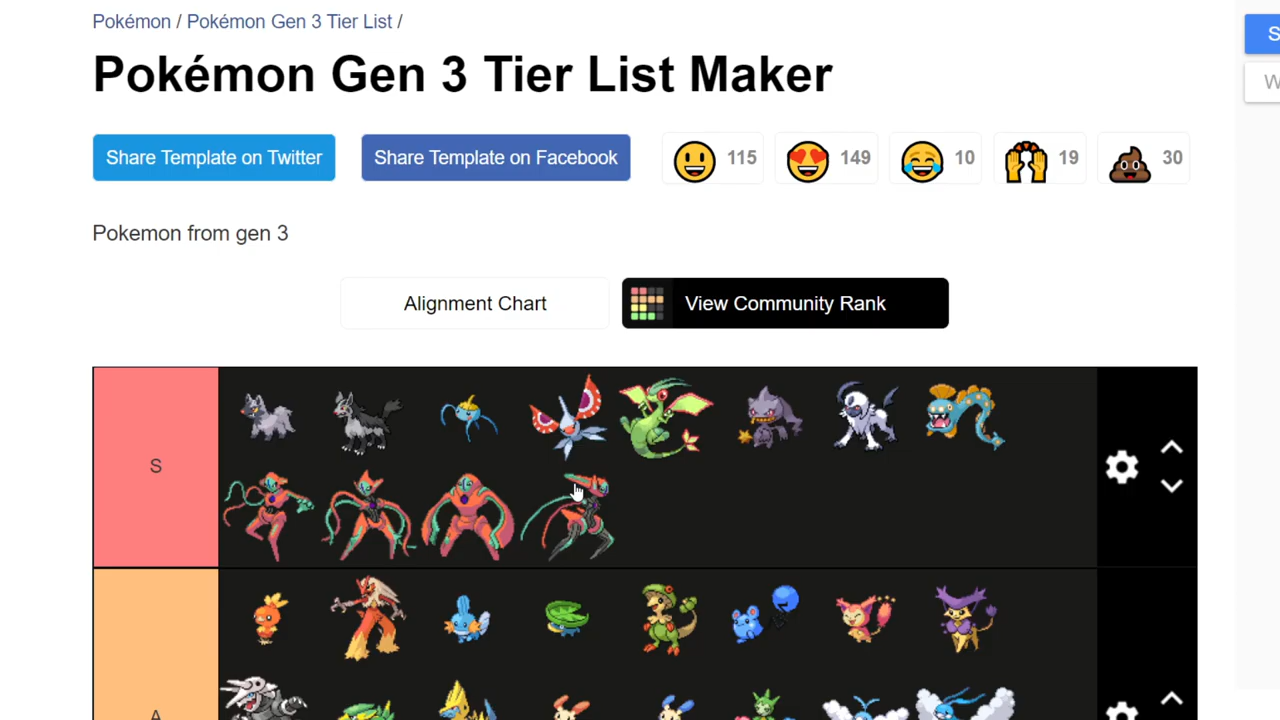 Pokémon / Pokémon Gen 3 Tier List /
S
W
Pokémon Gen 3 Tier List Maker
Share Template on Twitter
Share Template on Facebook
115
149
10
19
30
Pokemon from gen 3
Alignment Chart
View Community Rank
S
A